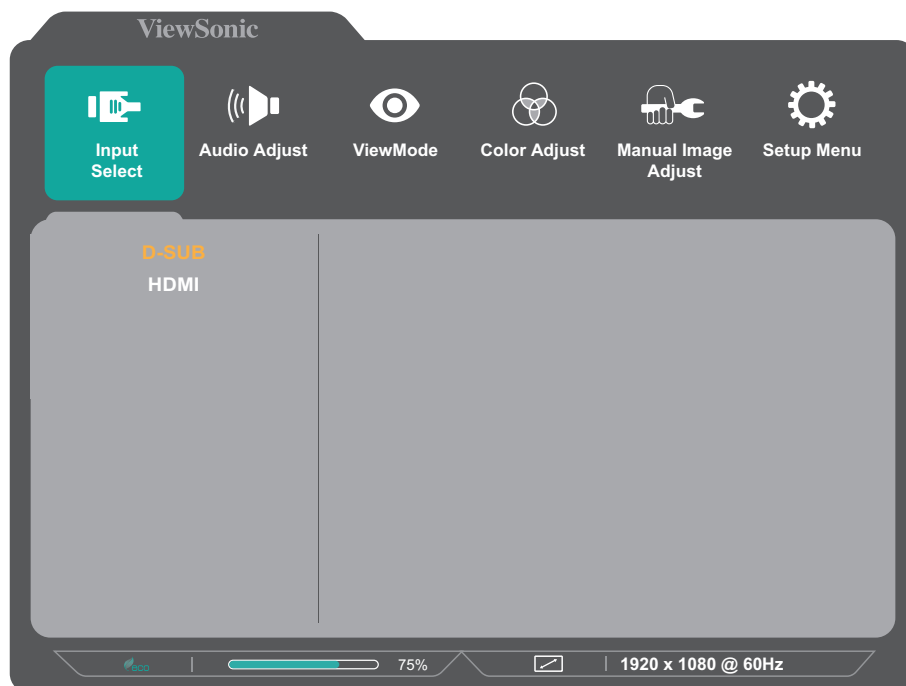 ViewSonic
Input
Select
Audio Adjust
ViewMode
Color Adjust
Manual Image
Adjust
Setup Menu
D-SUB
HDMI
eco
75%
1920 x 1080 @ 60Hz